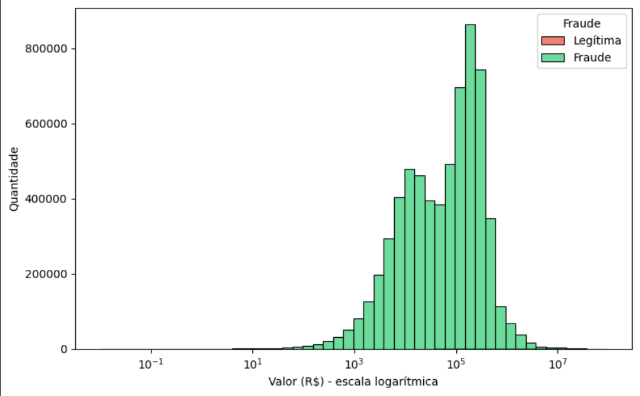 Fraude
Legítima
Fraude
800000
600000
400000
200000
0
Quantidade
10⁻¹
10¹
10³
10⁵
10⁷
Valor (R$) - escala logarítmica